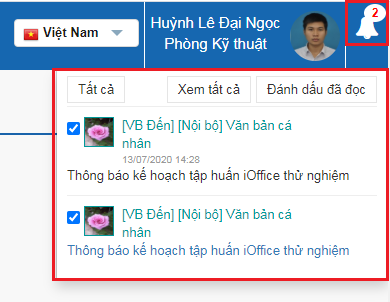 Việt Nam
Huỳnh Lê Đại Ngọc
Phòng Kỹ thuật
2
Tất cả
Xem tất cả
Đánh dấu đã đọc
[VB Đến] [Nội bộ] Văn bản cá
nhân
13/07/2020 14:28
Thông báo kế hoạch tập huấn iOffice thử nghiệm
[VB Đến] [Nội bộ] Văn bản cá
nhân
Thông báo kế hoạch tập huấn iOffice thử nghiệm